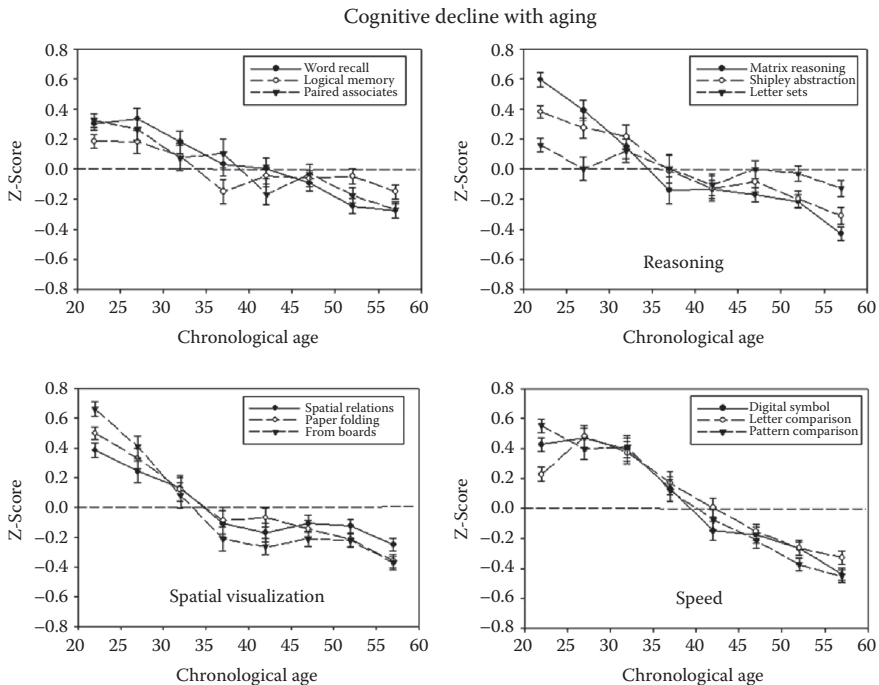 Cognitive decline with aging
0.8
0.6
0.4
0.2
0.0
−0.2
−0.4
−0.6
−0.8
Z-Score
Word recall
Logical memory
Paired associates
20 25 30 35 40 45 50 55 60
Chronological age
0.8
0.6
0.4
0.2
0.0
−0.2
−0.4
−0.6
−0.8
Z-Score
Matrix reasoning
Shipley abstraction
Letter sets
Reasoning
20 25 30 35 40 45 50 55 60
Chronological age
0.8
0.6
0.4
0.2
0.0
−0.2
−0.4
−0.6
−0.8
Z-Score
Spatial relations
Paper folding
From boards
Spatial visualization
20 25 30 35 40 45 50 55 60
Chronological age
0.8
0.6
0.4
0.2
0.0
−0.2
−0.4
−0.6
−0.8
Z-Score
Digital symbol
Letter comparison
Pattern comparison
Speed
20 25 30 35 40 45 50 55 60
Chronological age